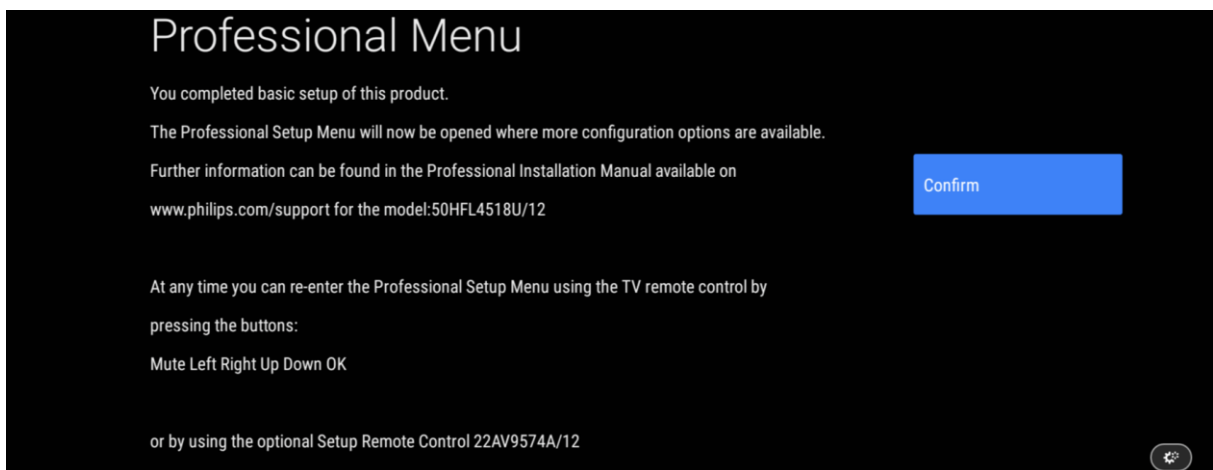 Professional Menu
You completed basic setup of this product.
The Professional Setup Menu will now be opened where more configuration options are available.
Further information can be found in the Professional Installation Manual available on
Confirm
www.philips.com/support for the model:50HFL4518U/12
At any time you can re-enter the Professional Setup Menu using the TV remote control by
pressing the buttons:
Mute Left Right Up Down OK
or by using the optional Setup Remote Control 22AV9574A/12